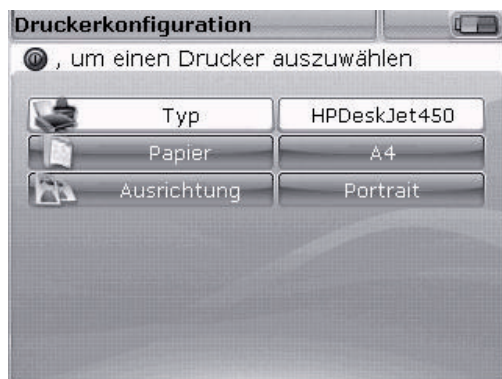 Druckerkonfiguration
, um einen Drucker auszuwählen
Typ HPDeskJet450
Papier A4
Ausrichtung Portrait